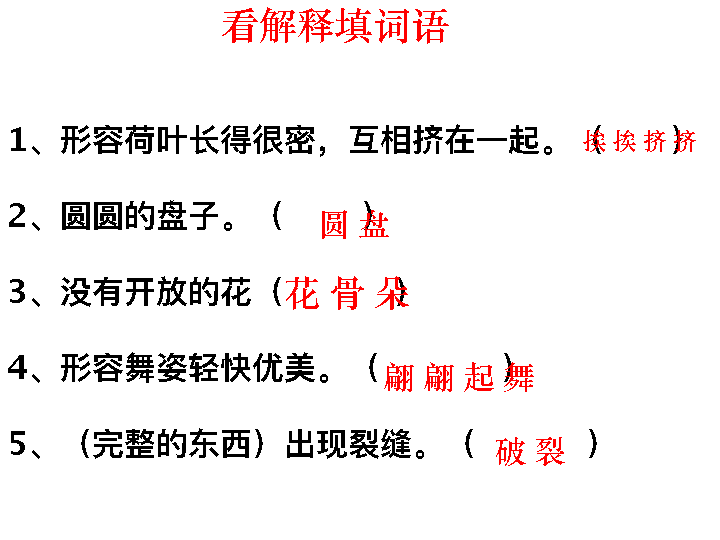 看解释填词语
1、形容荷叶长得很密，互相挤在一起。（挨挨挤挤）
2、圆圆的盘子。（圆盘）
3、没有开放的花（花骨朵）
4、形容舞姿轻快优美。（翩翩起舞）
5、（完整的东西）出现裂缝。（破裂）